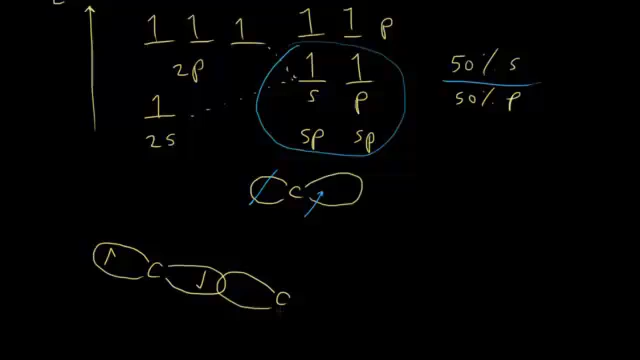 1 1 1 1 1 p
2p 1 1 50% s
s p 50% p
1
2s sp sp
C
C C